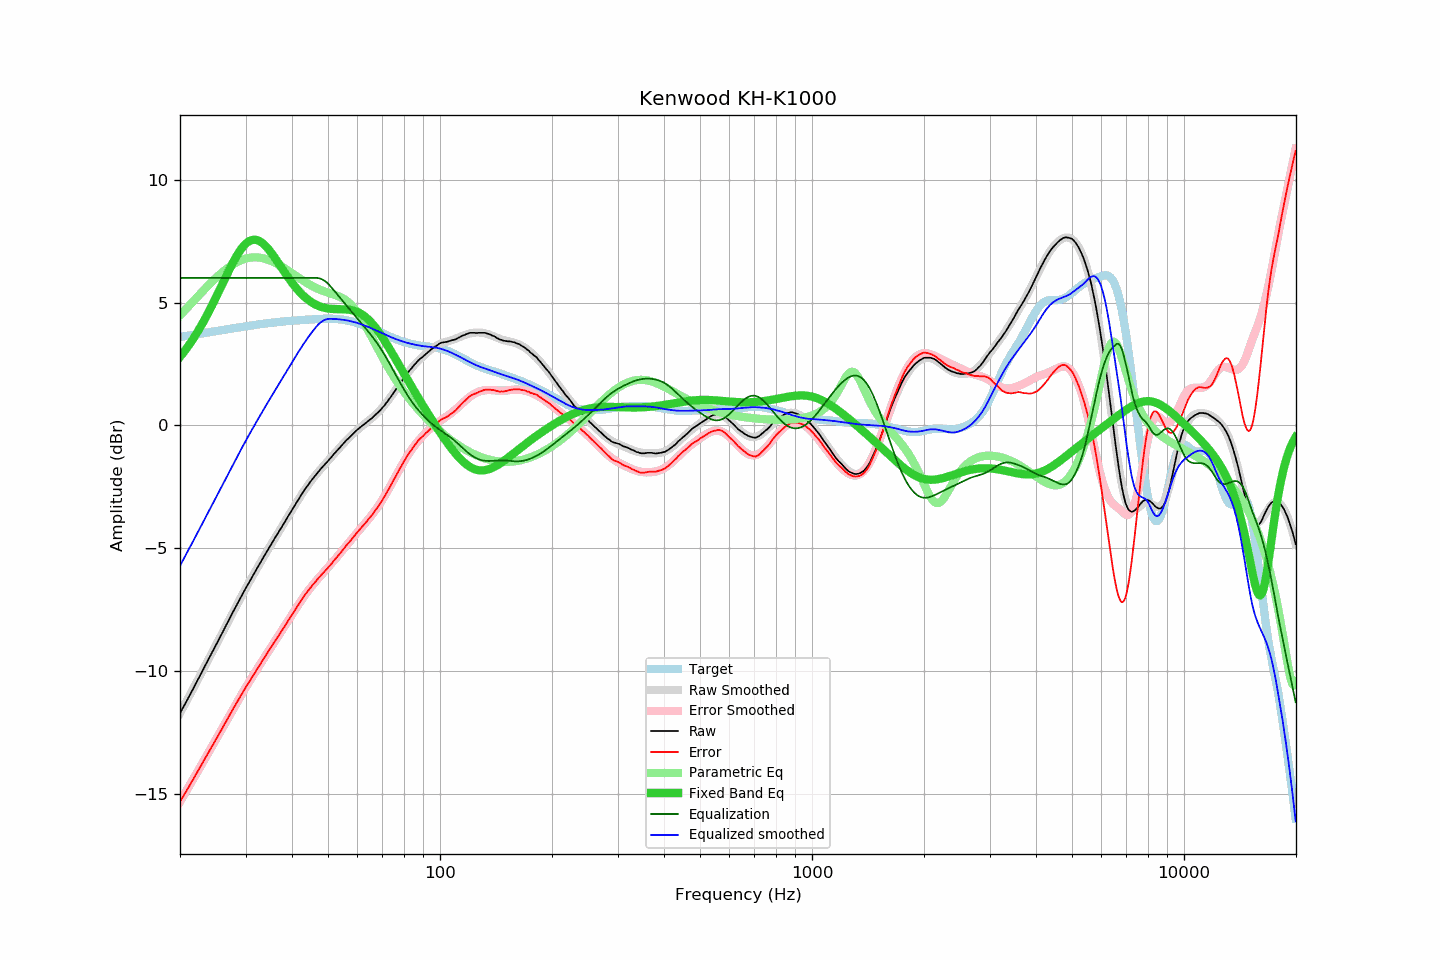 Kenwood KH-K1000
Amplitude (dBr)
10
5
0
−5
−10
−15
Target
Raw Smoothed
Error Smoothed
Raw
Error
Parametric Eq
Fixed Band Eq
Equalization
Equalized smoothed
100
1000
10000
Frequency (Hz)